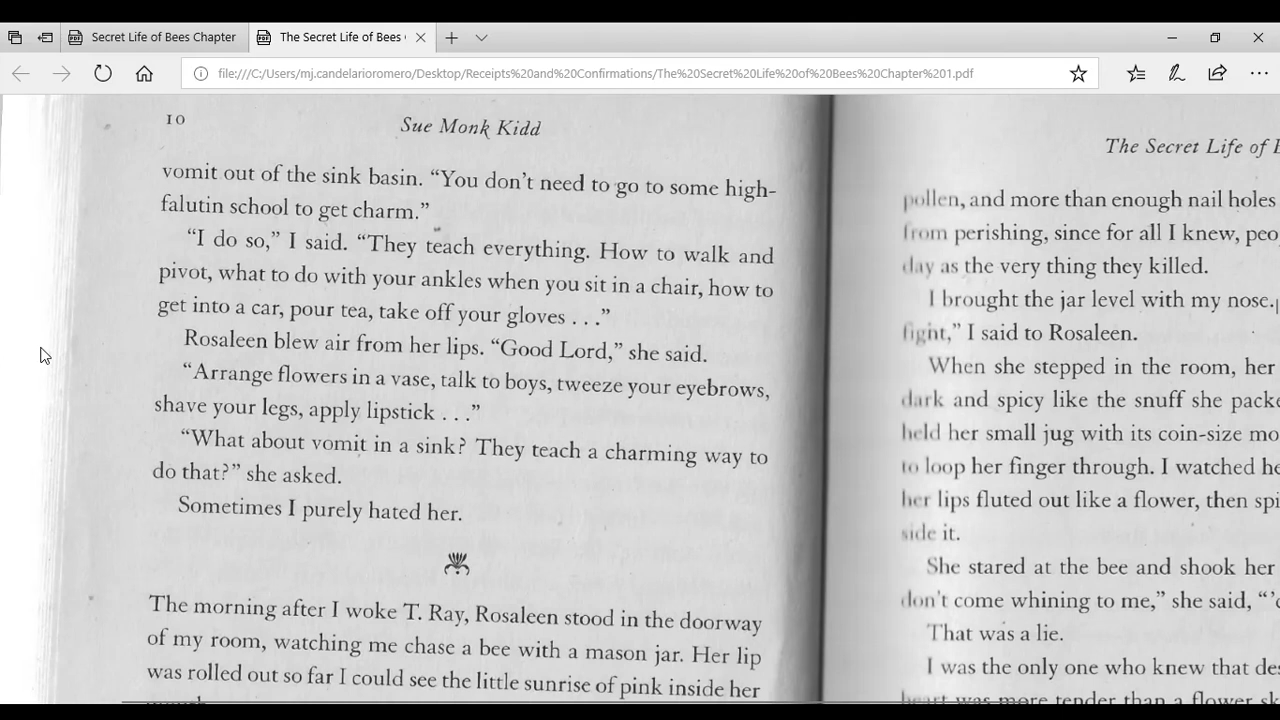 Secret Life of Bees Chapter
The Secret Life of Bees
file:///C:/Users/mj.candelarioromero/Desktop/Receipts%20and%20Confirmations/The%20Secret%20Life%20of%20Bees%20Chapter%201.pdf
10
Sue Monk Kidd
vomit out of the sink basin. “You don’t need to go to some high-
falutin school to get charm.”
“I do so,” I said. “They teach everything. How to walk and
pivot, what to do with your ankles when you sit in a chair, how to
get into a car, pour tea, take off your gloves . . .”
Rosaleen blew air from her lips. “Good Lord,” she said.
“Arrange flowers in a vase, talk to boys, tweeze your eyebrows,
shave your legs, apply lipstick . . .”
“What about vomit in a sink? They teach a charming way to
do that?” she asked.
Sometimes I purely hated her.
The morning after I woke T. Ray, Rosaleen stood in the doorway
of my room, watching me chase a bee with a mason jar. Her lip
was rolled out so far I could see the little sunrise of pink inside her
The Secret Life of
pollen, and more than enough nail holes
from perishing, since for all I knew, peo
day as the very thing they killed.
I brought the jar level with my nose.
fight,” I said to Rosaleen.
When she stepped in the room, her
dark and spicy like the snuff she packe
held her small jug with its coin-size mo
to loop her finger through. I watched he
her lips fluted out like a flower, then spi
side it.
She stared at the bee and shook her
don't come whining to me,” she said, “’
That was a lie.
I was the only one who knew that des
heart was more tender than a flower sk